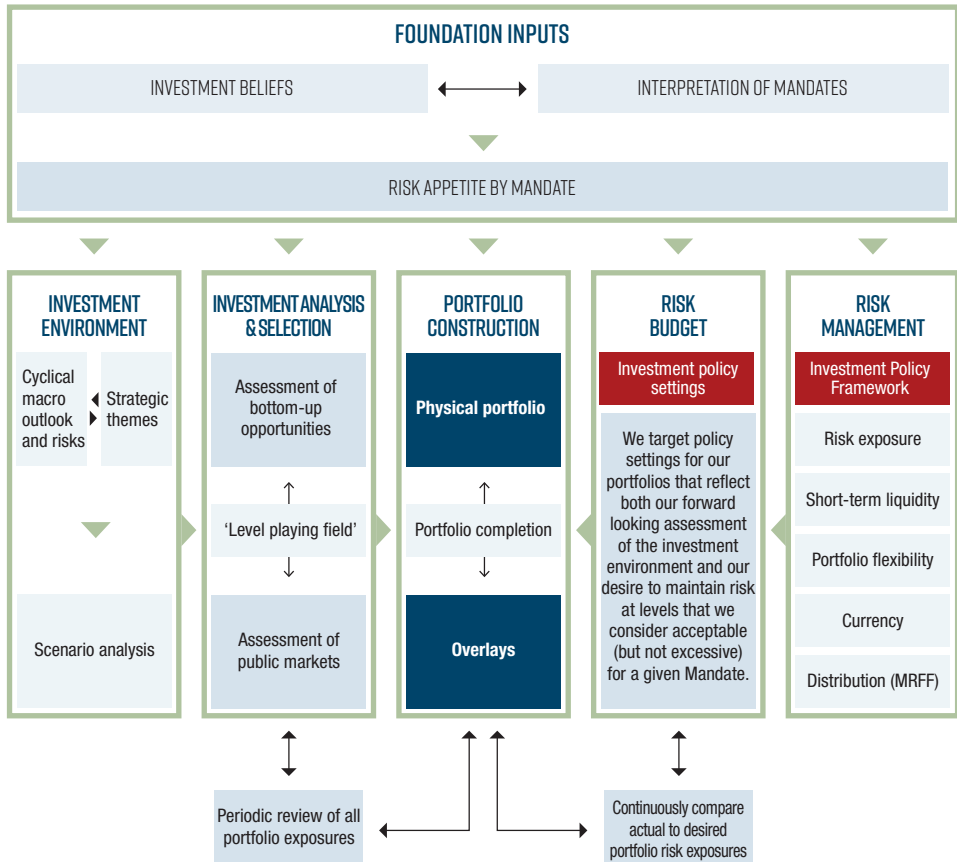 FOUNDATION INPUTS
INVESTMENT BELIEFS
INTERPRETATION OF MANDATES
RISK APPETITE BY MANDATE
INVESTMENT
ENVIRONMENT
Cyclical
macro
outlook
and risks
Strategic
themes
Scenario analysis
INVESTMENT ANALYSIS
& SELECTION
Assessment of
bottom-up
opportunities
‘Level playing field’
Assessment of
public markets
PORTFOLIO
CONSTRUCTION
Physical portfolio
Portfolio completion
Overlays
RISK
BUDGET
Investment policy
settings
We target policy
settings for our
portfolios that reflect
both our forward
looking assessment
of the investment
environment and our
desire to maintain risk
at levels that we
consider acceptable
(but not excessive)
for a given Mandate.
RISK
MANAGEMENT
Investment Policy
Framework
Risk exposure
Short-term liquidity
Portfolio flexibility
Currency
Distribution (MRFF)
Periodic review of all
portfolio exposures
Continuously compare
actual to desired
portfolio risk exposures